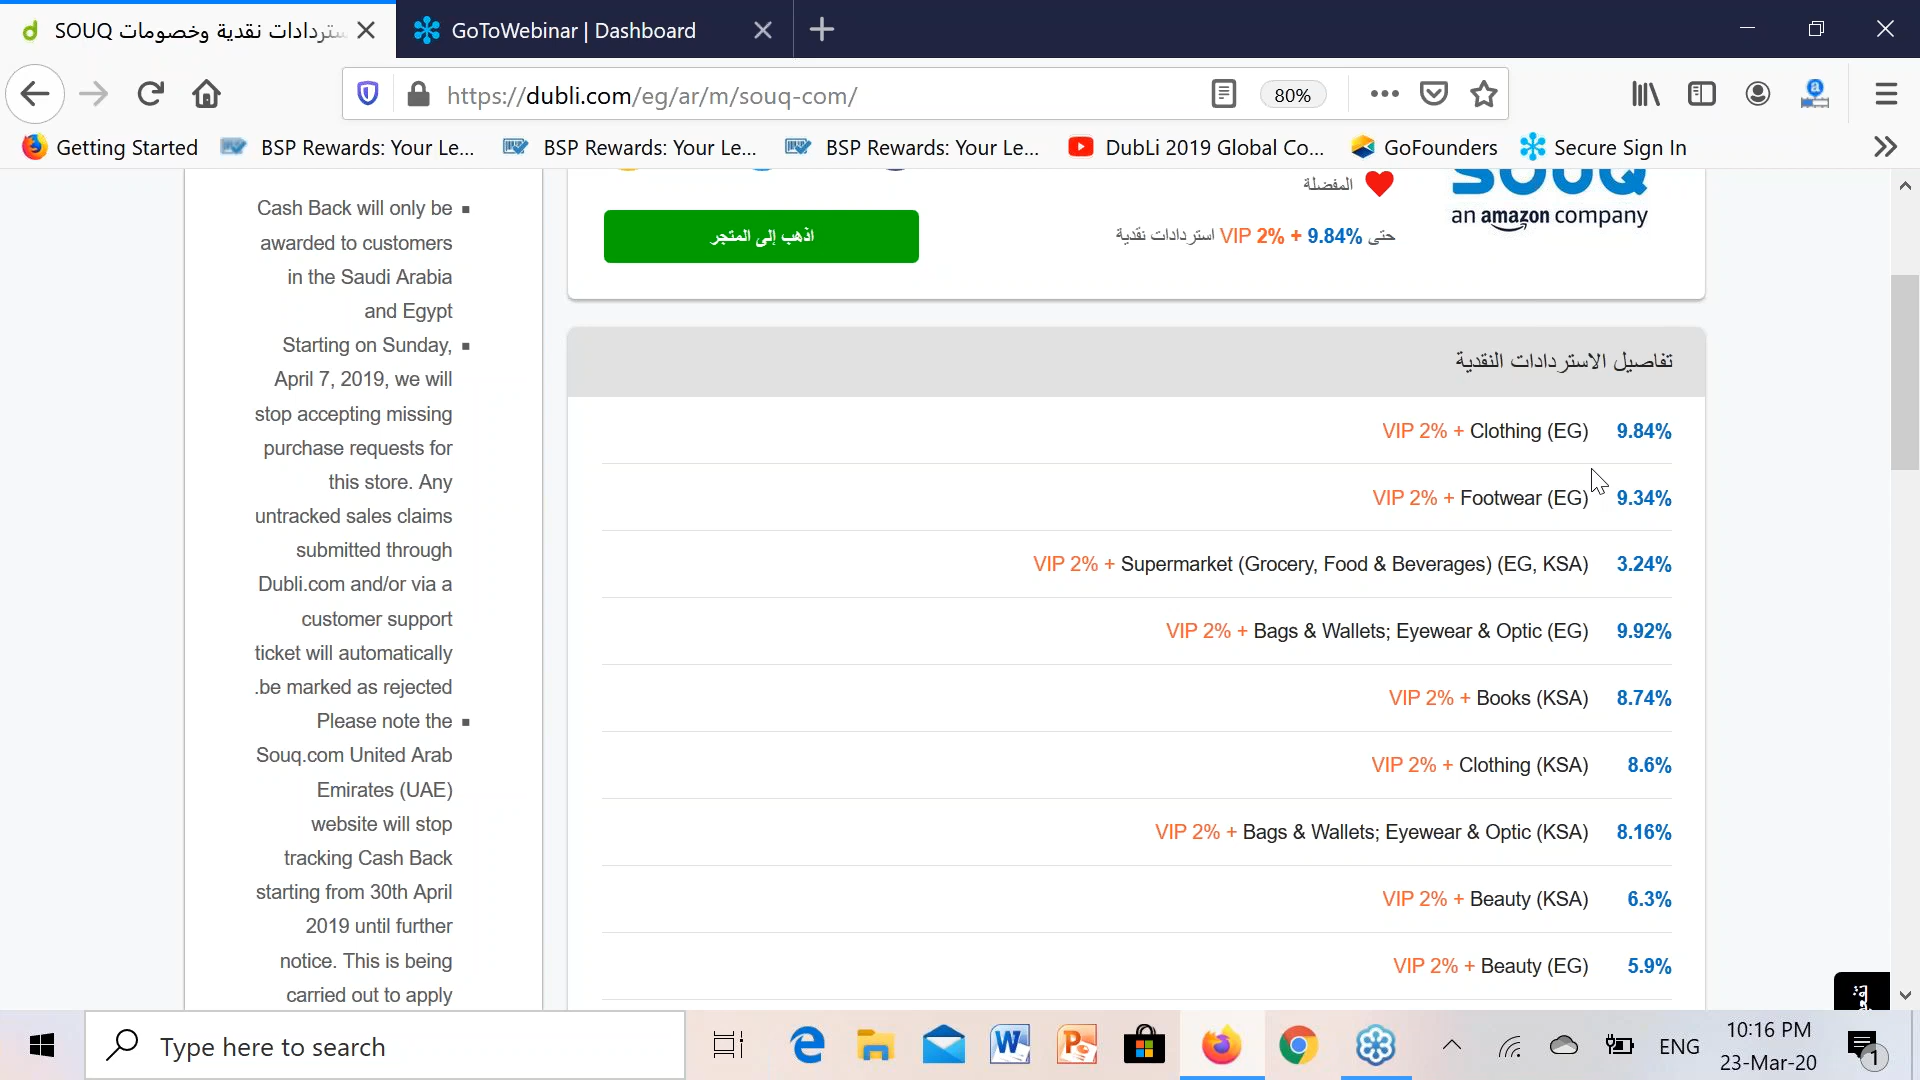 SOUQ ستردادات نقدية وخصومات
GoToWebinar | Dashboard
https://dubli.com/eg/ar/m/souq-com/
80%
Getting Started
BSP Rewards: Your Le...
BSP Rewards: Your Le...
BSP Rewards: Your Le...
DubLi 2019 Global Co...
GoFounders
Secure Sign In
Cash Back will only be
awarded to customers
in the Saudi Arabia
and Egypt
Starting on Sunday,
April 7, 2019, we will
stop accepting missing
purchase requests for
this store. Any
untracked sales claims
submitted through
Dubli.com and/or via a
customer support
ticket will automatically
.be marked as rejected
Please note the
Souq.com United Arab
Emirates (UAE)
website will stop
tracking Cash Back
starting from 30th April
2019 until further
notice. This is being
carried out to apply
المفضلة
souq
an amazon company
اذهب إلى المتجر
حتى 9.84% + VIP 2% استردادات نقدية
تفاصيل الاستردادات النقدية
VIP 2% + Clothing (EG) 9.84%
VIP 2% + Footwear (EG) 9.34%
VIP 2% + Supermarket (Grocery, Food & Beverages) (EG, KSA) 3.24%
VIP 2% + Bags & Wallets; Eyewear & Optic (EG) 9.92%
VIP 2% + Books (KSA) 8.74%
VIP 2% + Clothing (KSA) 8.6%
VIP 2% + Bags & Wallets; Eyewear & Optic (KSA) 8.16%
VIP 2% + Beauty (KSA) 6.3%
VIP 2% + Beauty (EG) 5.9%
Type here to search
ENG
10:16 PM
23-Mar-20
1